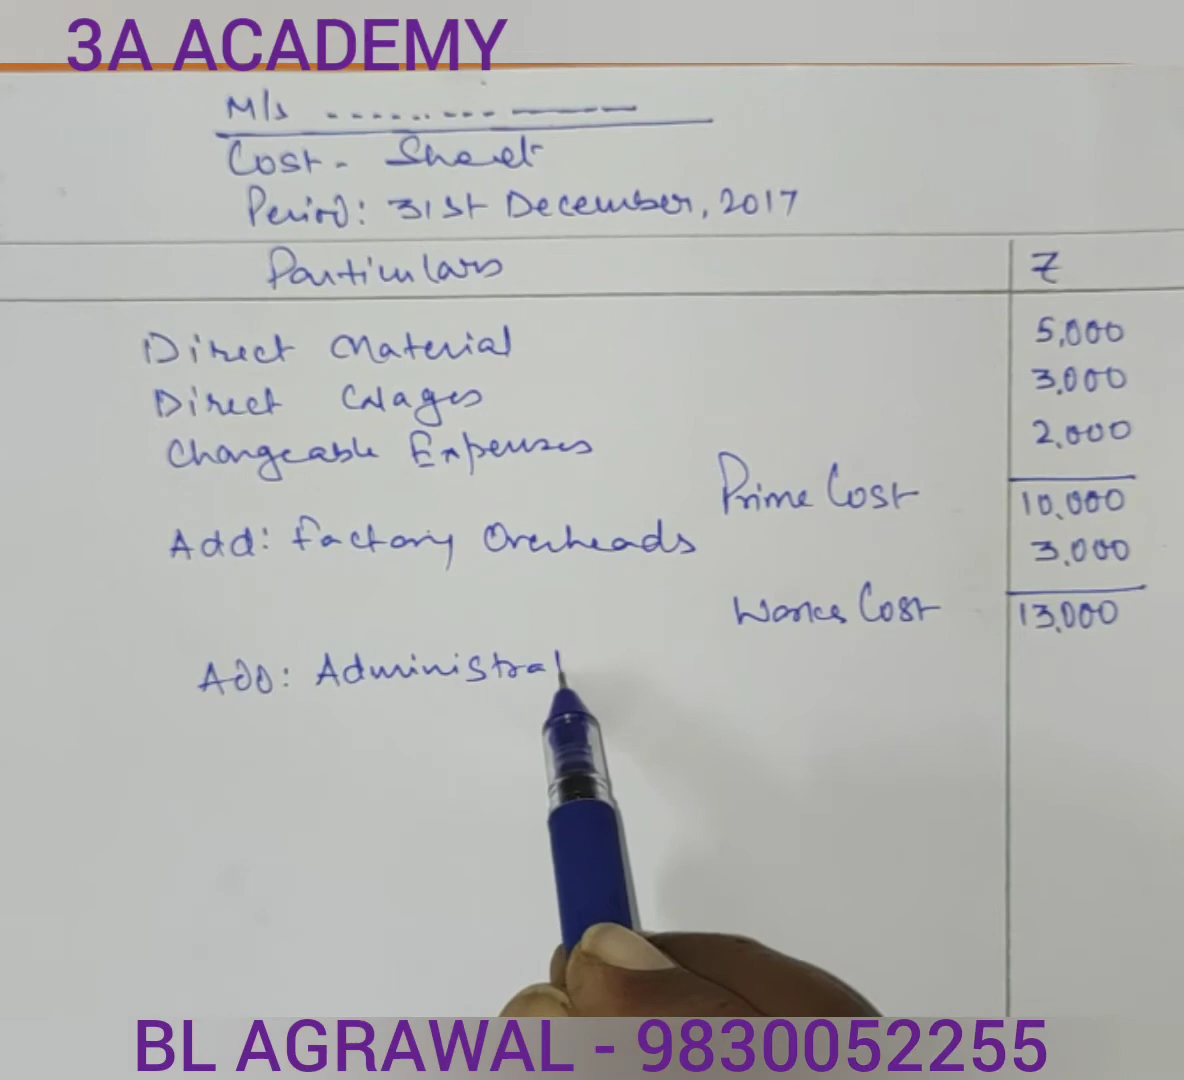 3A ACADEMY
M/s ...........
Cost - Sheet
Period: 31st December, 2017
Particulars ₹
Direct Material 5,000
Direct Wages 3,000
Chargeable Expenses 2,000
Prime Cost 10,000
Add: Factory Overheads 3,000
Works Cost 13,000
Add: Administrat
BL AGRAWAL - 9830052255